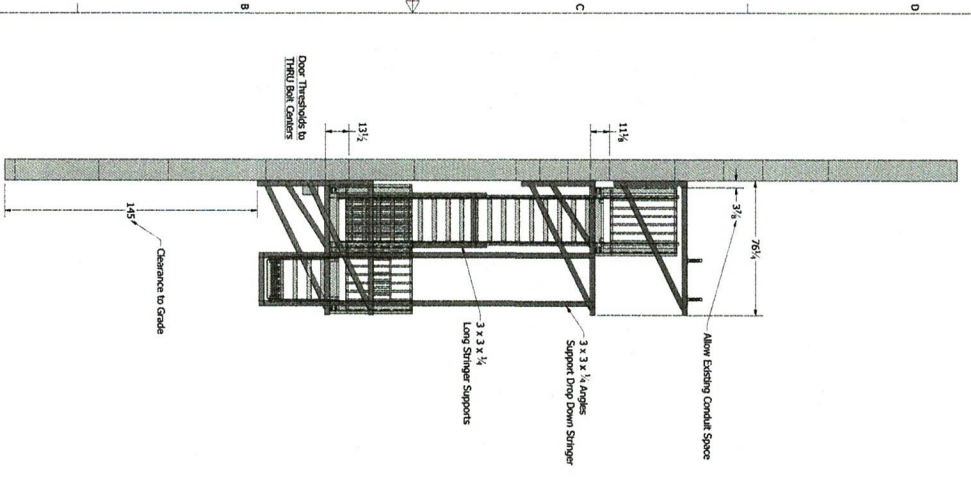 B
C
D
Door Thresholds to
THRU Bolt Centers
13½
11⅛
3⅞
76¼
145
Clearance to Grade
3 x 3 x ¼
Long Stringer Supports
3 x 3 x ¼ Angles
Support Drop Down Stringer
Allow Existing Conduit Space